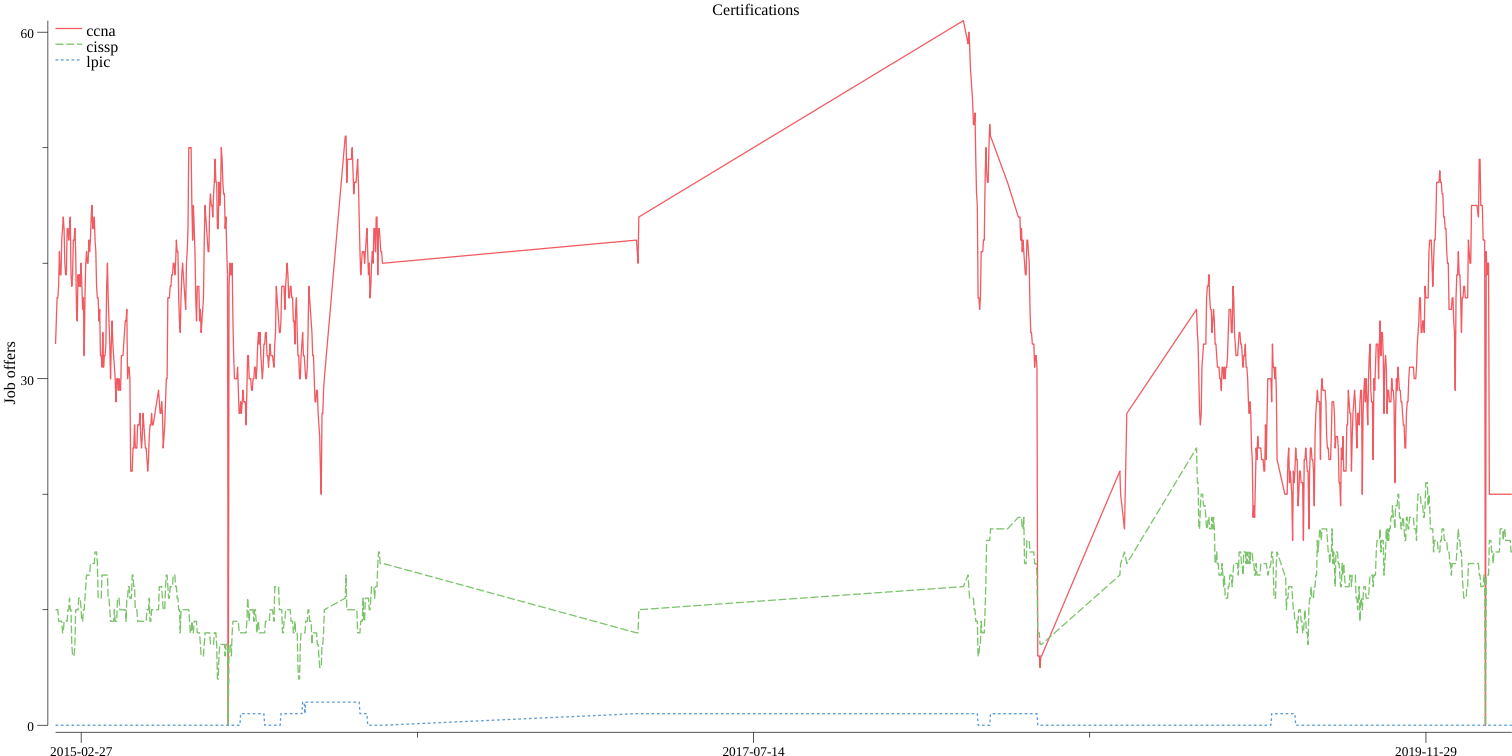 Certifications
60
ccna
cissp
lpic
Job offers
30
0
2015-02-27
2017-07-14
2019-11-29